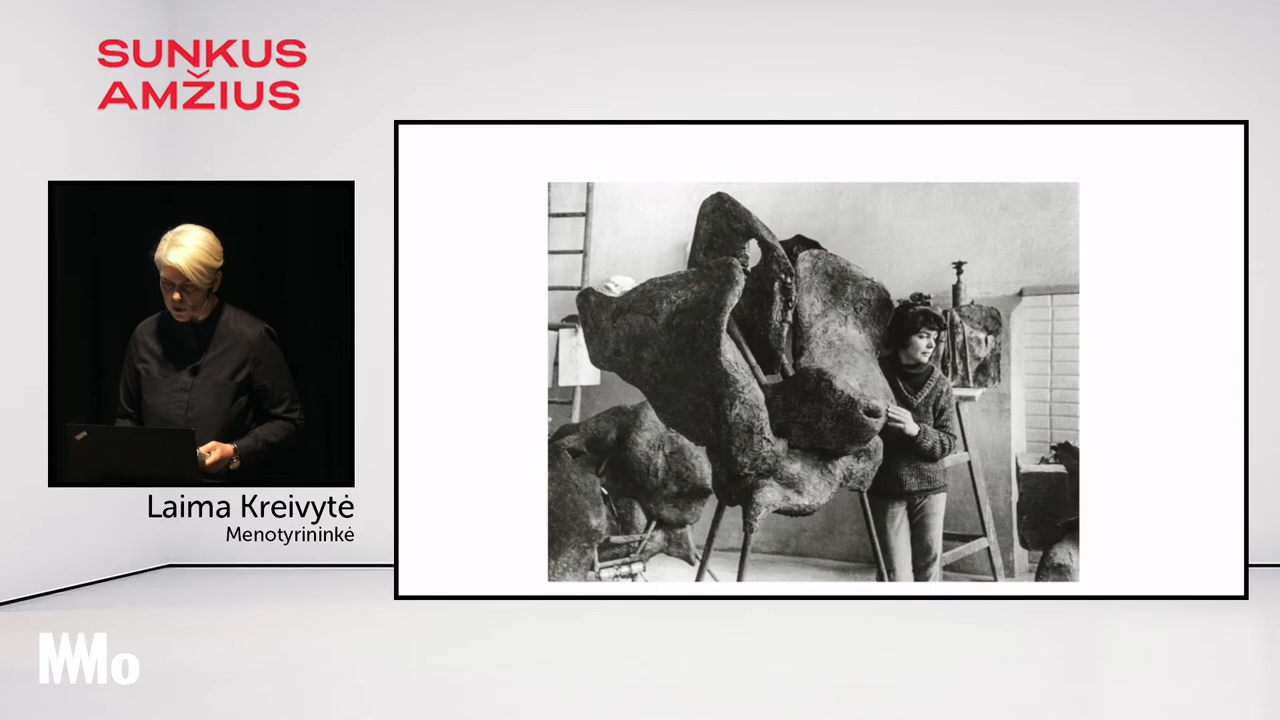 SUNKUS
AMŽIUS
Laima Kreivytė
Menotyrininkė
MMo